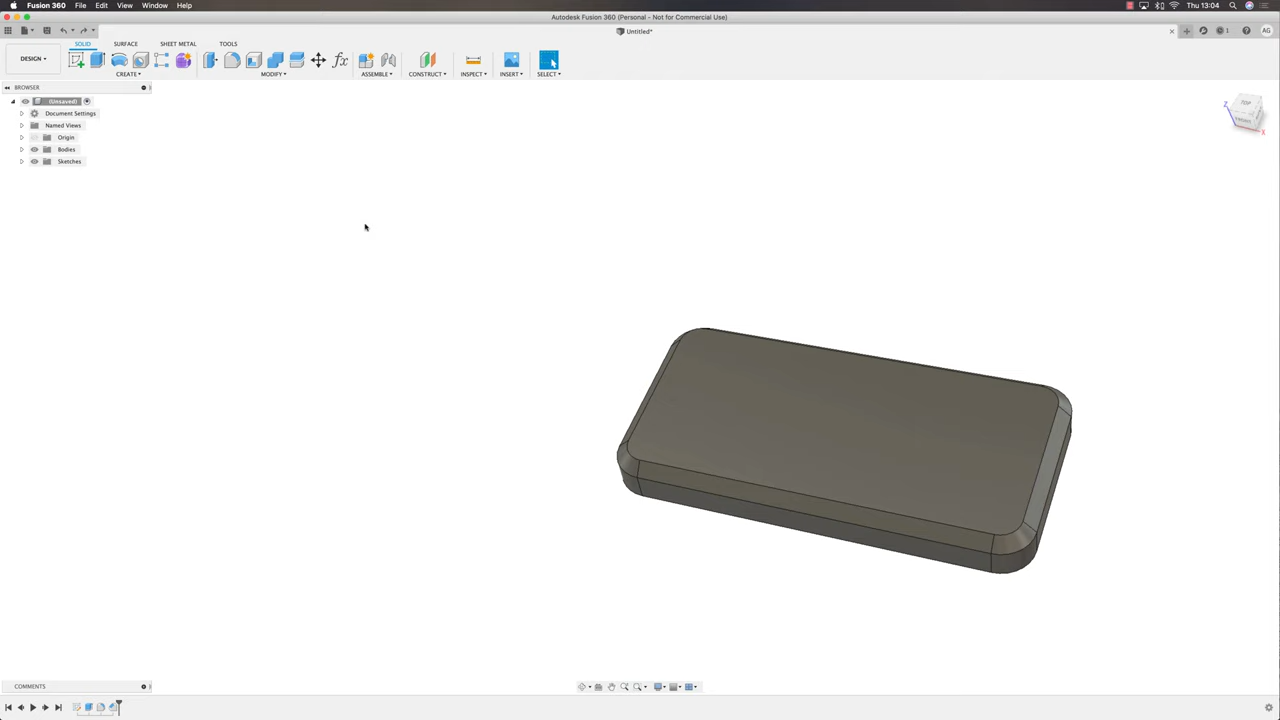 Fusion 360 File Edit View Window Help Thu 13:04
Autodesk Fusion 360 (Personal - Not for Commercial Use)
Untitled* 1 AG
SOLID SURFACE SHEET METAL TOOLS
DESIGN
CREATE MODIFY ASSEMBLE CONSTRUCT INSPECT INSERT SELECT
BROWSER
(Unsaved)
Document Settings
Named Views
Origin
Bodies
Sketches
TOP
Z
X
COMMENTS